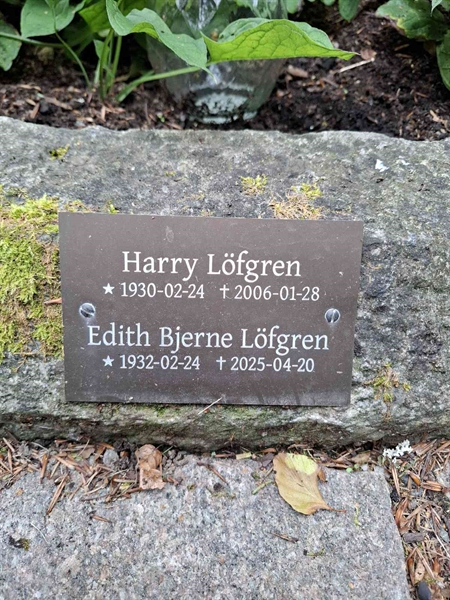 Harry Löfgren
★ 1930-02-24 ✝ 2006-01-28
Edith Bjerne Löfgren
★ 1932-02-24 ✝ 2025-04-20